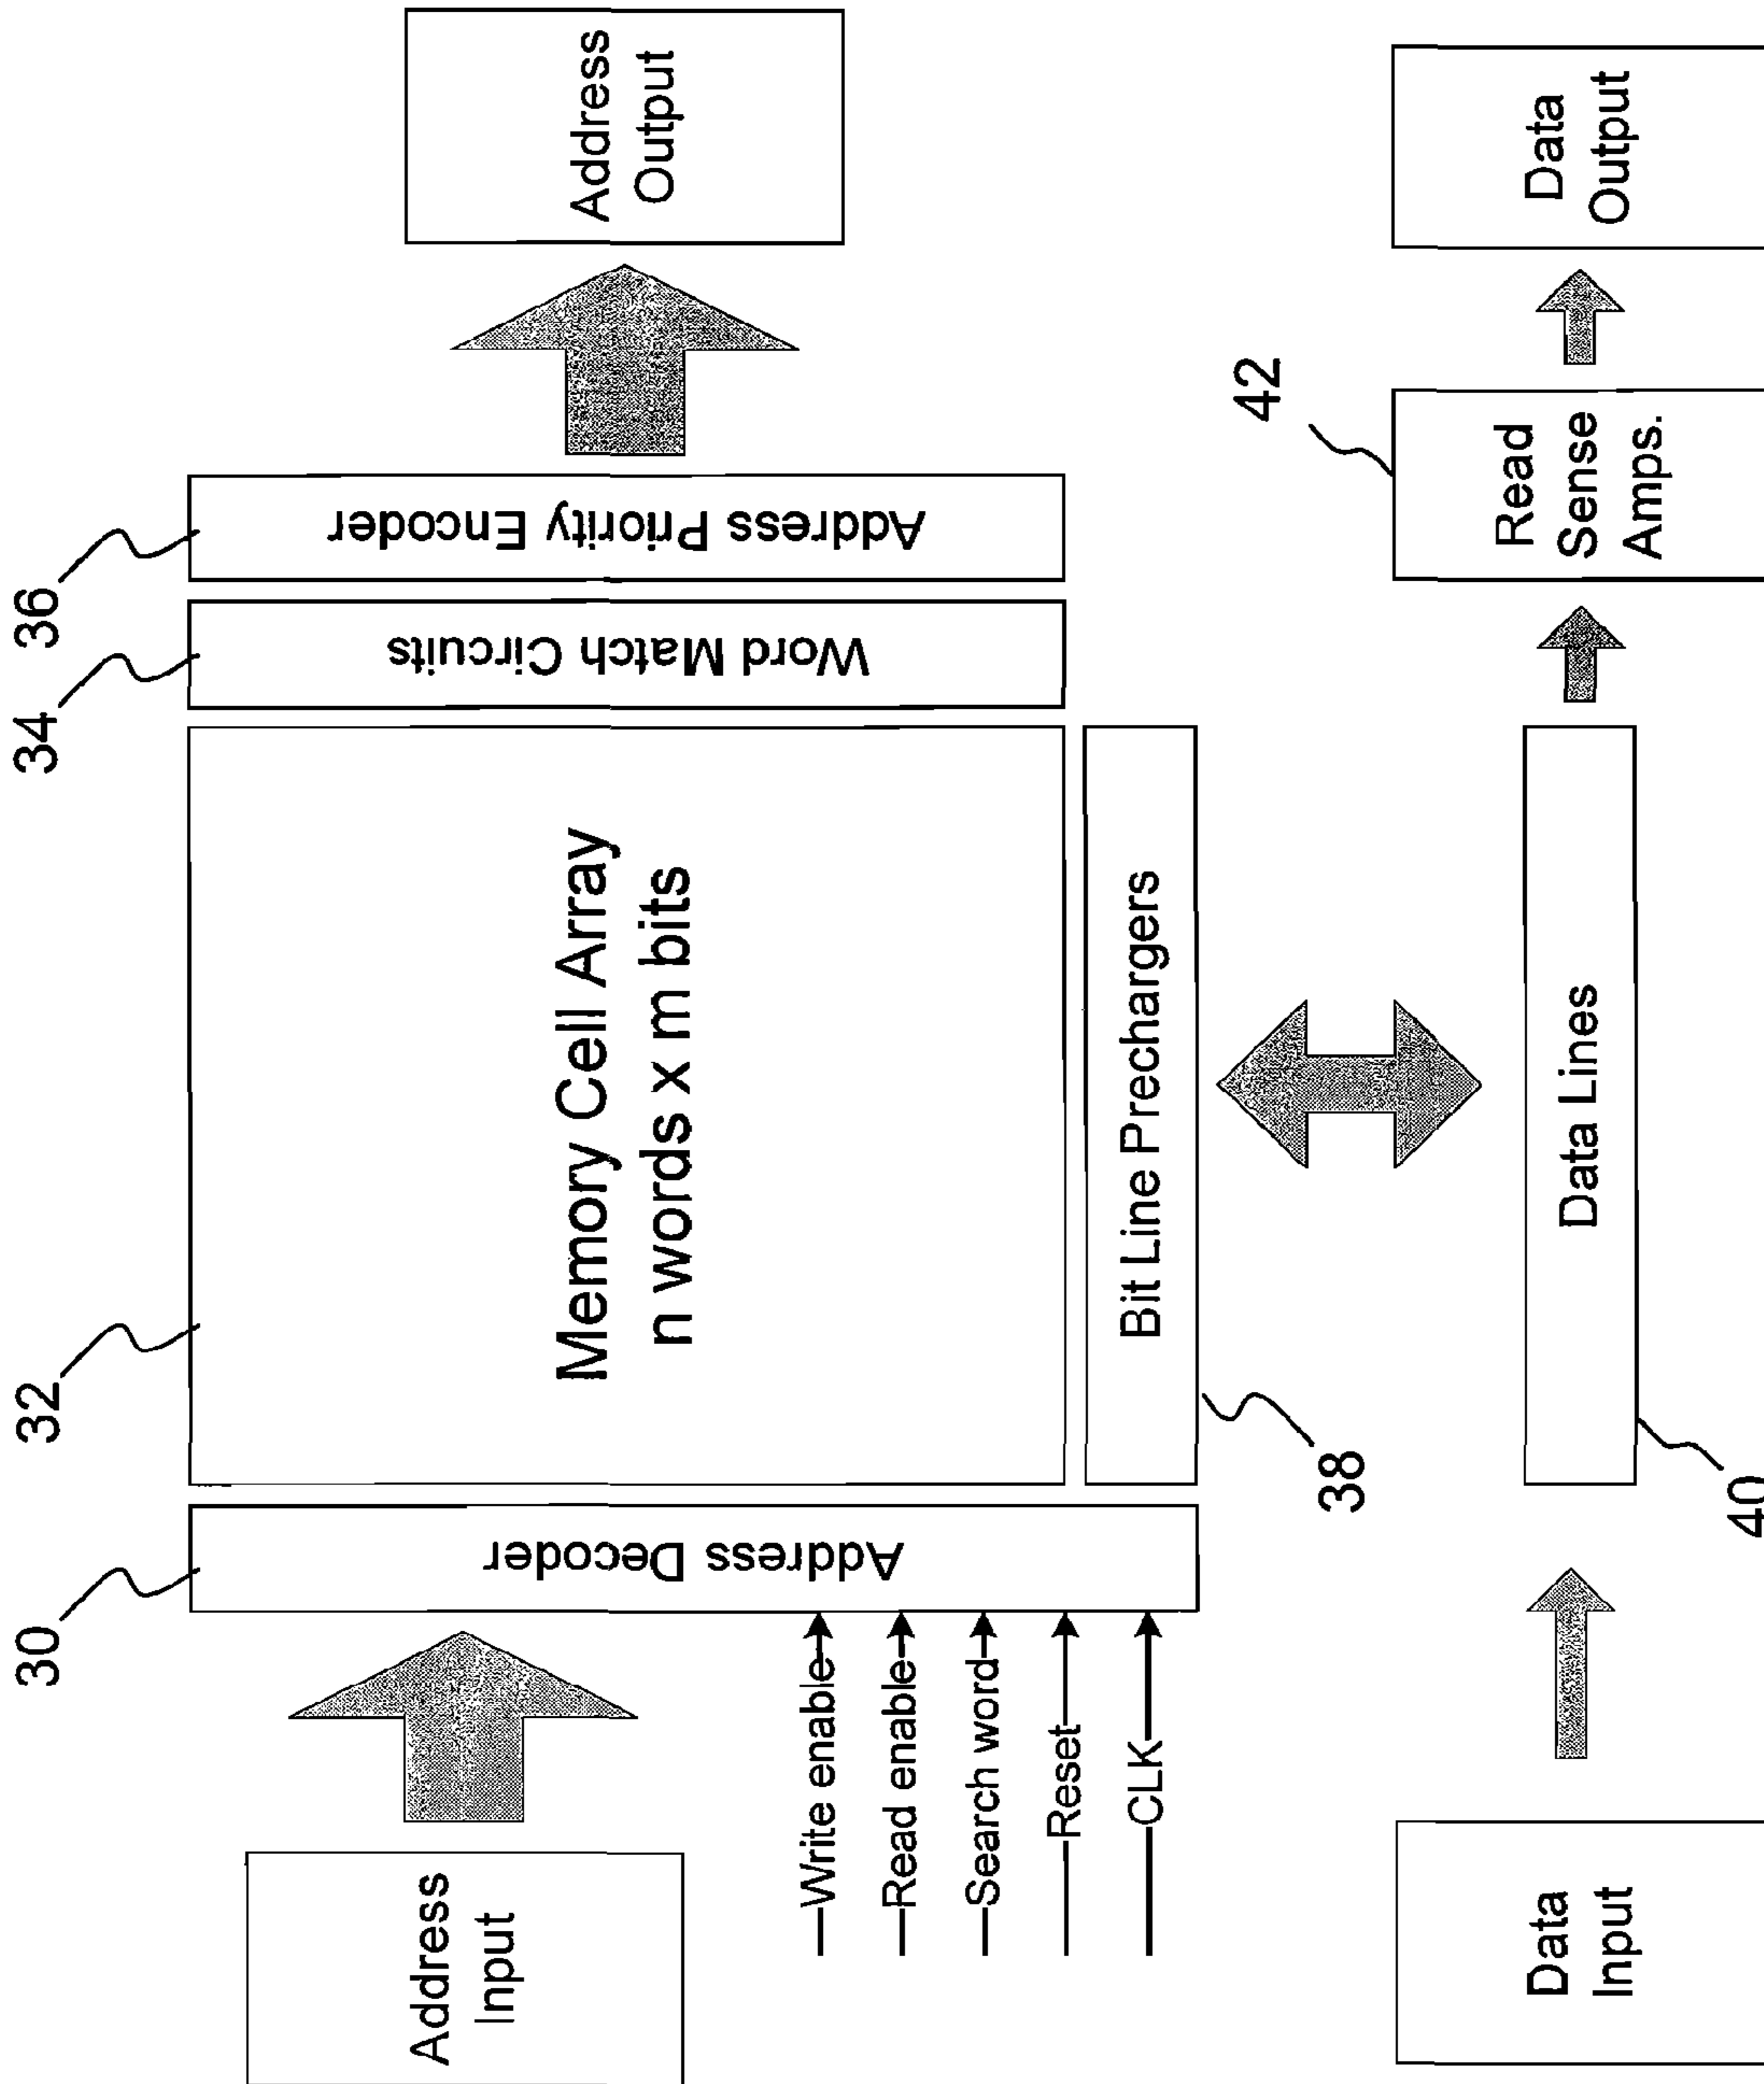 30
32
34
36
Address
Input
Address Decoder
Memory Cell Array
n words x m bits
Word Match Circuits
Address Priority Encoder
Address
Output
Write enable
Read enable
Search word
Reset
CLK
Bit Line Prechargers
38
42
Data
Input
Data Lines
40
Read
Sense
Amps.
Data
Output